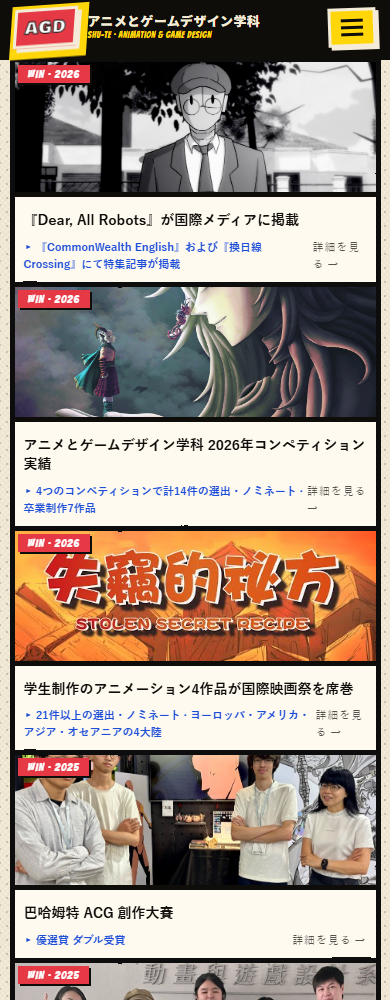 AGD
アニメとゲームデザイン学科
SHU-TE · ANIMATION & GAME DESIGN
WIN · 2026
『Dear, All Robots』が国際メディアに掲載
▸ 『CommonWealth English』および『換日線
Crossing』にて特集記事が掲載
詳細を見
る →
WIN · 2026
アニメとゲームデザイン学科 2026年コンペティション
実績
▸ 4つのコンペティションで計14件の選出・ノミネート・
卒業制作7作品
詳細を見る
→
WIN · 2026
失竊的祕方
STOLEN SECRET RECIPE
学生制作のアニメーション4作品が国際映画祭を席巻
▸ 21件以上の選出・ノミネート · ヨーロッパ・アメリカ・
アジア・オセアニアの4大陸
詳細を見
る →
WIN · 2025
巴哈姆特 ACG 創作大賽
▸ 優選賞 ダブル受賞
詳細を見る →
WIN · 2025
動畫和遊戲設計系